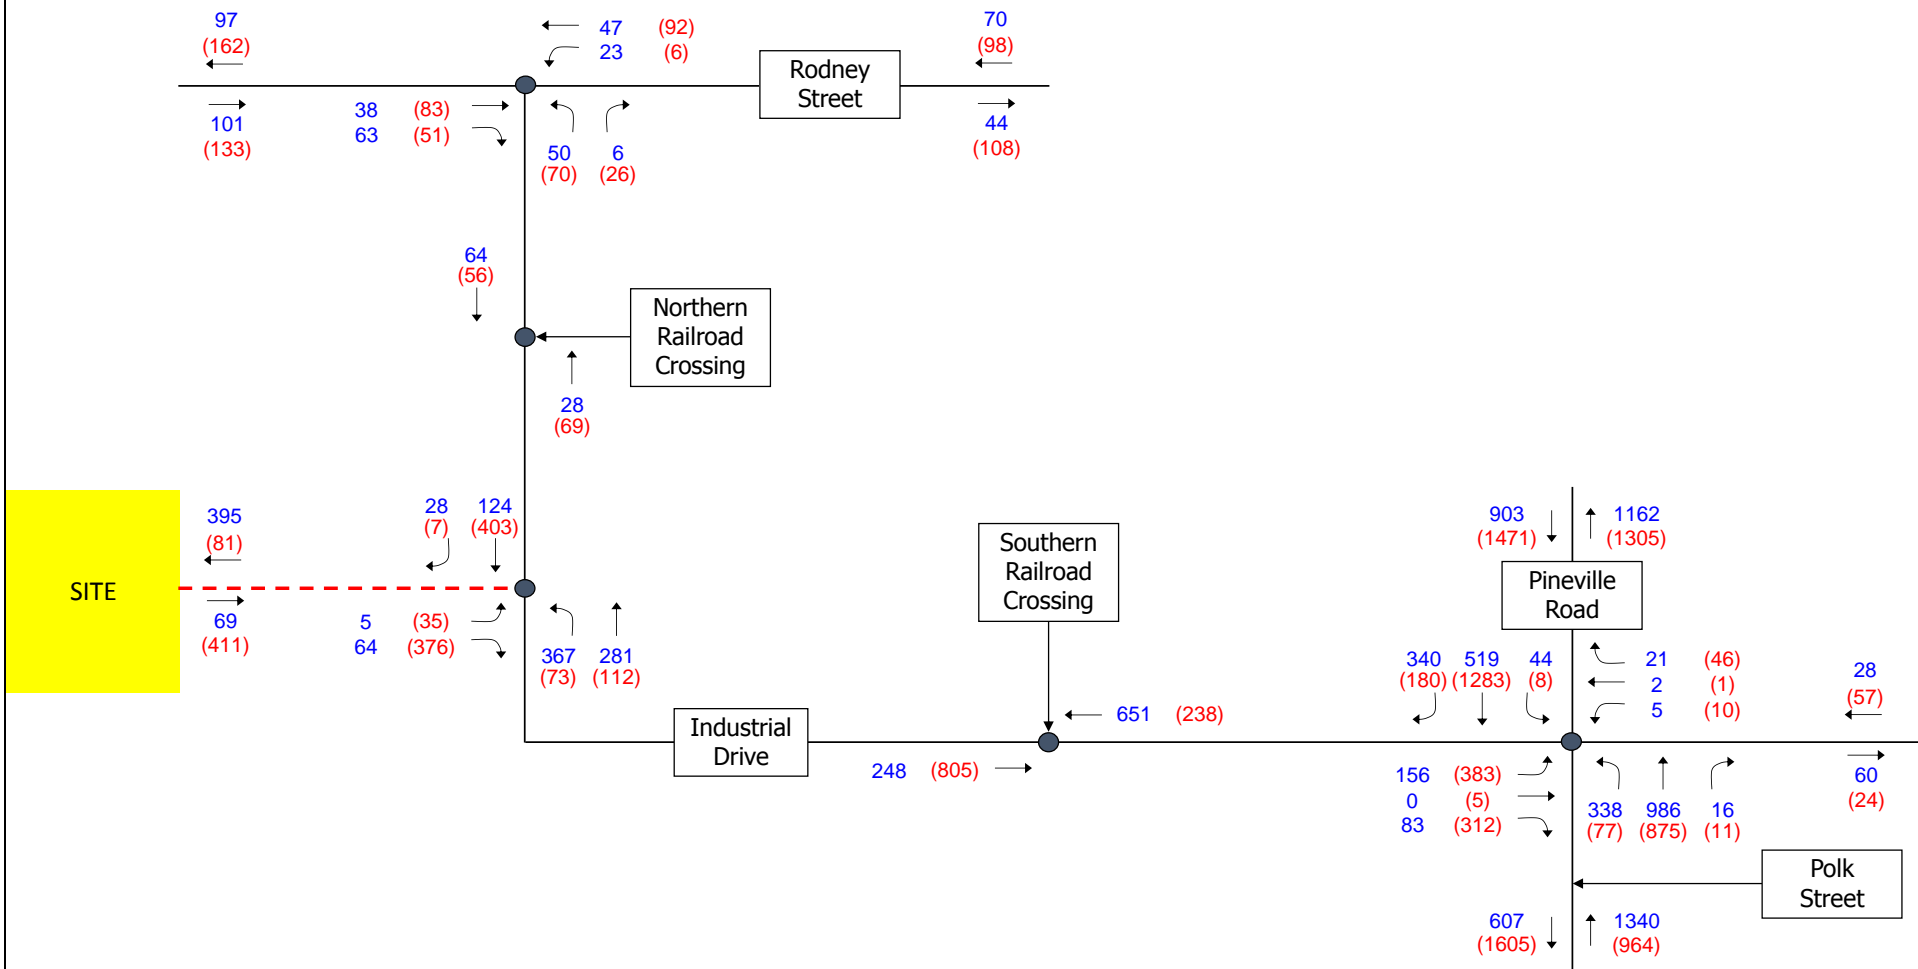 97
(162)
47 (92)
23 (6)
70
(98)
Rodney
Street
101
(133)
38 (83)
63 (51)
50 6
(70) (26)
44
(108)
64
(56)
Northern
Railroad
Crossing
28
(69)
SITE
395
(81)
28 124
(7) (403)
69
(411)
5 (35)
64 (376)
367 281
(73) (112)
Southern
Railroad
Crossing
903 1162
(1471) (1305)
Pineville
Road
Industrial
Drive
651 (238)
248 (805)
340 519 44
(180) (1283) (8)
21 (46)
2 (1)
5 (10)
28
(57)
156 (383)
0 (5)
83 (312)
338 986 16
(77) (875) (11)
60
(24)
Polk
Street
607 1340
(1605) (964)